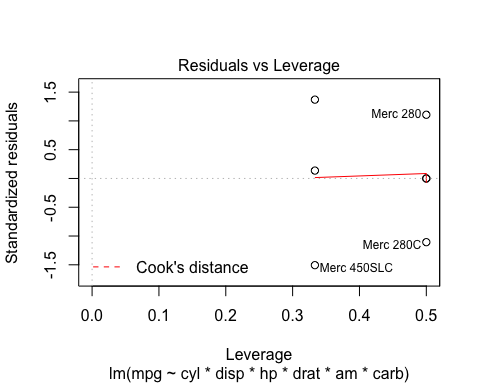 Residuals vs Leverage
Standardized residuals
1.5
0.5
-0.5
-1.5
Merc 280
Merc 280C
Merc 450SLC
Cook's distance
0.0 0.1 0.2 0.3 0.4 0.5
Leverage
lm(mpg ~ cyl * disp * hp * drat * am * carb)